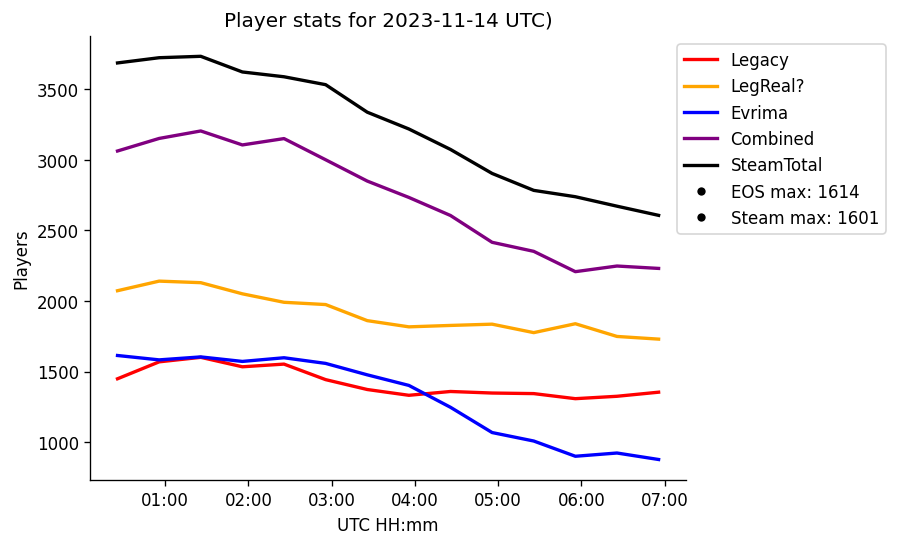 Player stats for 2023-11-14 UTC)
Legacy
LegReal?
Evrima
Combined
SteamTotal
EOS max: 1614
Steam max: 1601
Players
3500
3000
2500
2000
1500
1000
01:00 02:00 03:00 04:00 05:00 06:00 07:00
UTC HH:mm